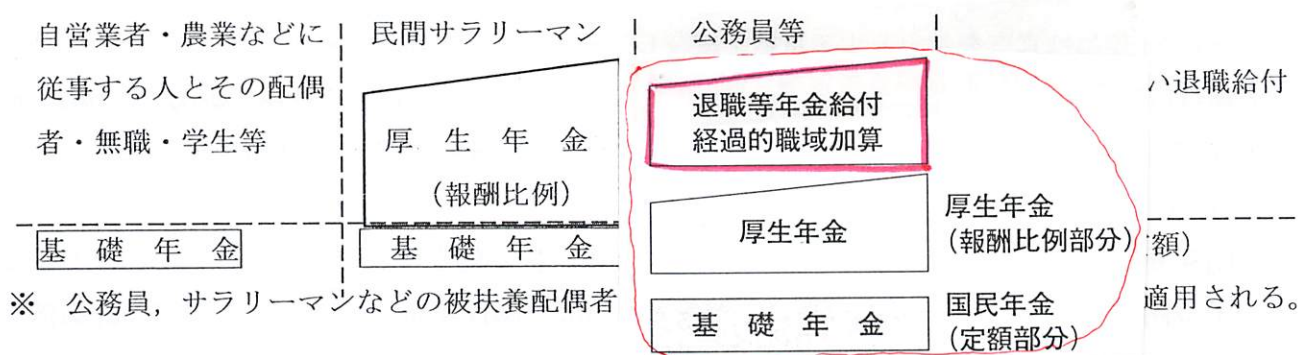 自営業者・農業などに
従事する人とその配偶
者・無職・学生等
民間サラリーマン
厚生年金
(報酬比例)
公務員等
退職等年金給付
経過的職域加算
い退職給付
厚生年金
厚生年金
(報酬比例部分)
額)
基礎年金
基礎年金
※ 公務員，サラリーマンなどの被扶養配偶者
基礎年金
国民年金
(定額部分)
適用される。